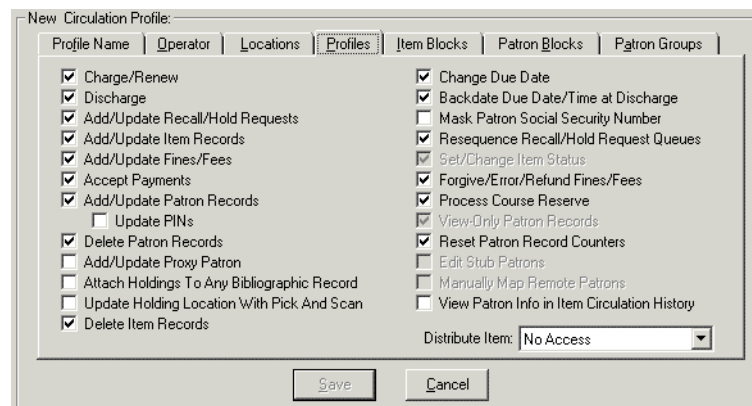 New Circulation Profile:
Profile Name
Operator
Locations
Profiles
Item Blocks
Patron Blocks
Patron Groups
Charge/Renew
Discharge
Add/Update Recall/Hold Requests
Add/Update Item Records
Add/Update Fines/Fees
Accept Payments
Add/Update Patron Records
Update PINs
Delete Patron Records
Add/Update Proxy Patron
Attach Holdings To Any Bibliographic Record
Update Holding Location With Pick And Scan
Delete Item Records
Change Due Date
Backdate Due Date/Time at Discharge
Mask Patron Social Security Number
Resequence Recall/Hold Request Queues
Set/Change Item Status
Forgive/Error/Refund Fines/Fees
Process Course Reserve
View-Only Patron Records
Reset Patron Record Counters
Edit Stub Patrons
Manually Map Remote Patrons
View Patron Info in Item Circulation History
Distribute Item: No Access
Save
Cancel